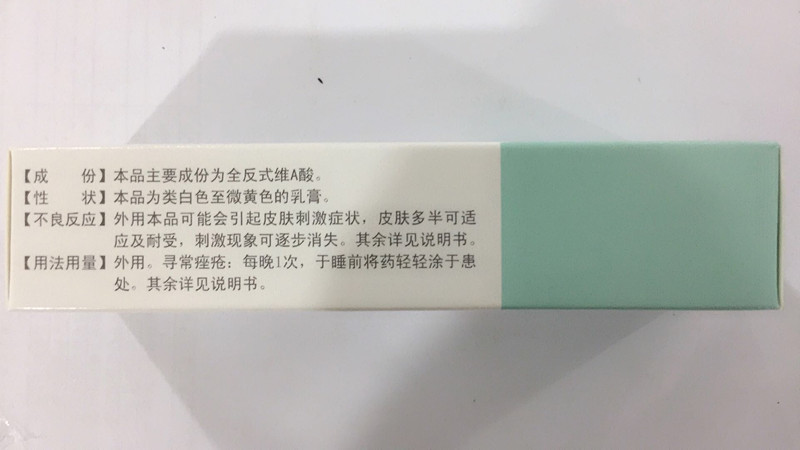 【成　　份】本品主要成份为全反式维A酸。
【性　　状】本品为类白色至微黄色的乳膏。
【不良反应】外用本品可能会引起皮肤刺激症状，皮肤多半可适
应及耐受，刺激现象可逐步消失。其余详见说明书。
【用法用量】外用。寻常痤疮：每晚1次，于睡前将药轻轻涂于患
处。其余详见说明书。